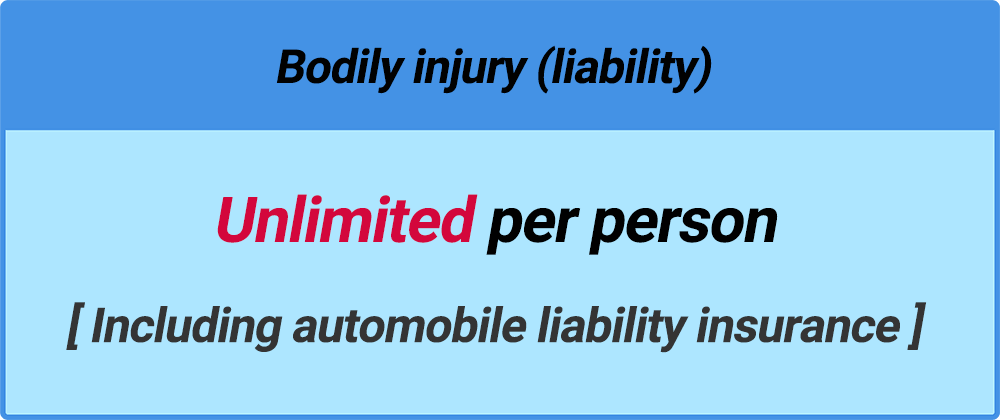 Bodily injury (liability)
Unlimited per person
[ Including automobile liability insurance ]